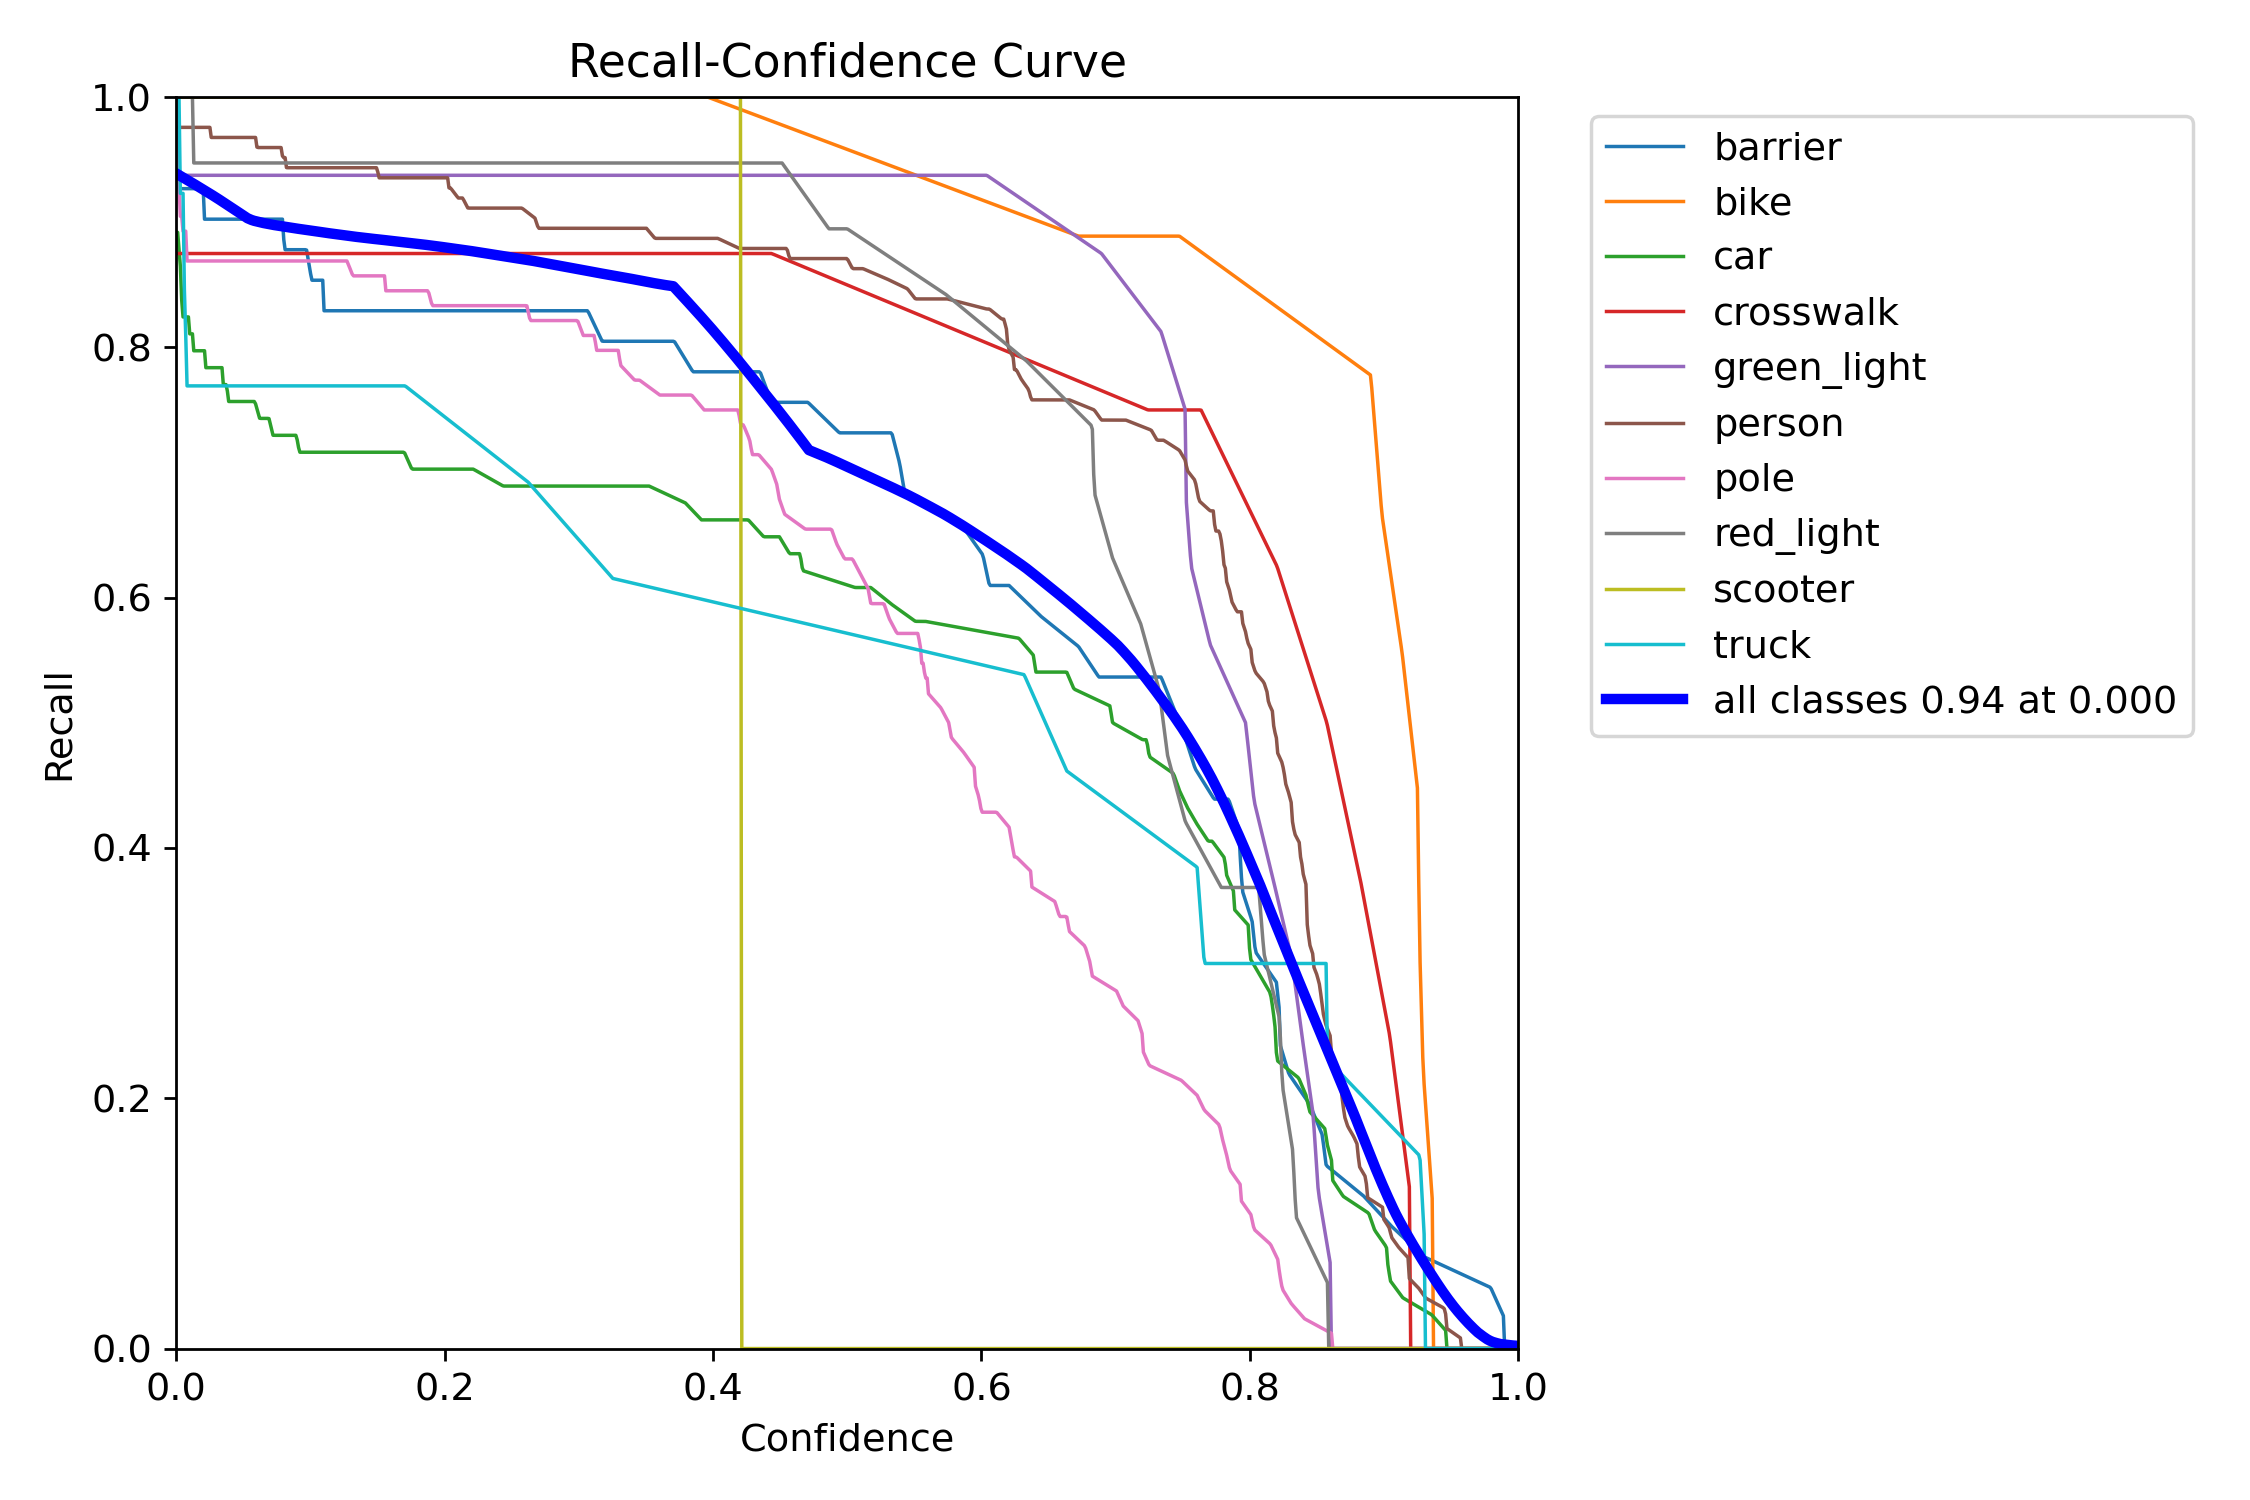 Recall-Confidence Curve
1.0
0.8
0.6
0.4
0.2
0.0
Recall
0.0 0.2 0.4 0.6 0.8 1.0
Confidence
barrier
bike
car
crosswalk
green_light
person
pole
red_light
scooter
truck
all classes 0.94 at 0.000